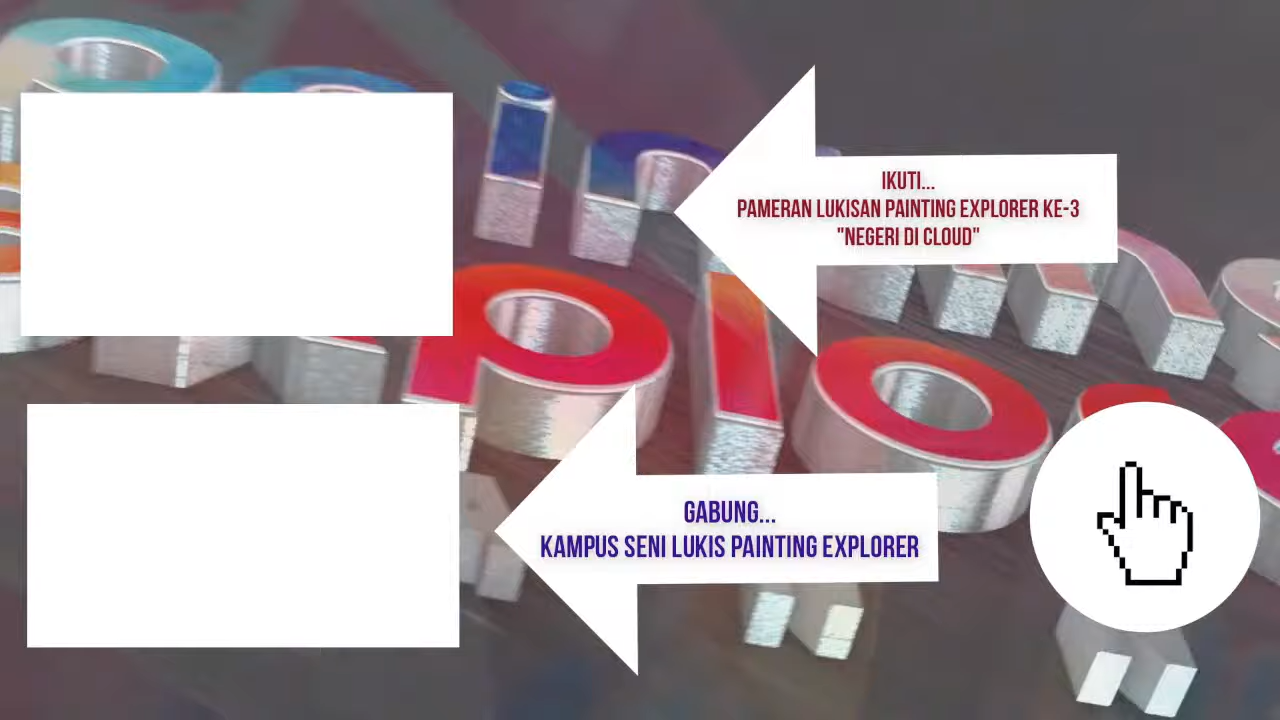 IKUTI...
PAMERAN LUKISAN PAINTING EXPLORER KE-3
"NEGERI DI CLOUD"
GABUNG...
KAMPUS SENI LUKIS PAINTING EXPLORER